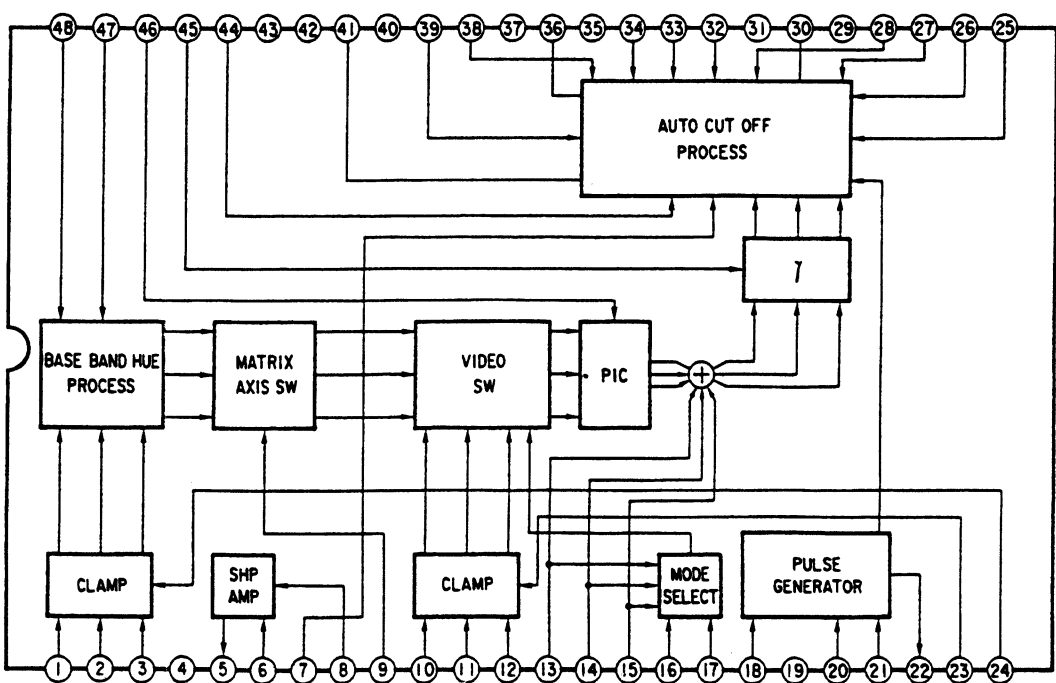 48 47 46 45 44 43 42 41 40 39 38 37 36 35 34 33 32 31 30 29 28 27 26 25
AUTO CUT OFF
PROCESS
γ
BASE BAND HUE
PROCESS
MATRIX
AXIS SW
VIDEO
SW
PIC
+
CLAMP
SHP
AMP
CLAMP
MODE
SELECT
PULSE
GENERATOR
1 2 3 4 5 6 7 8 9 10 11 12 13 14 15 16 17 18 19 20 21 22 23 24